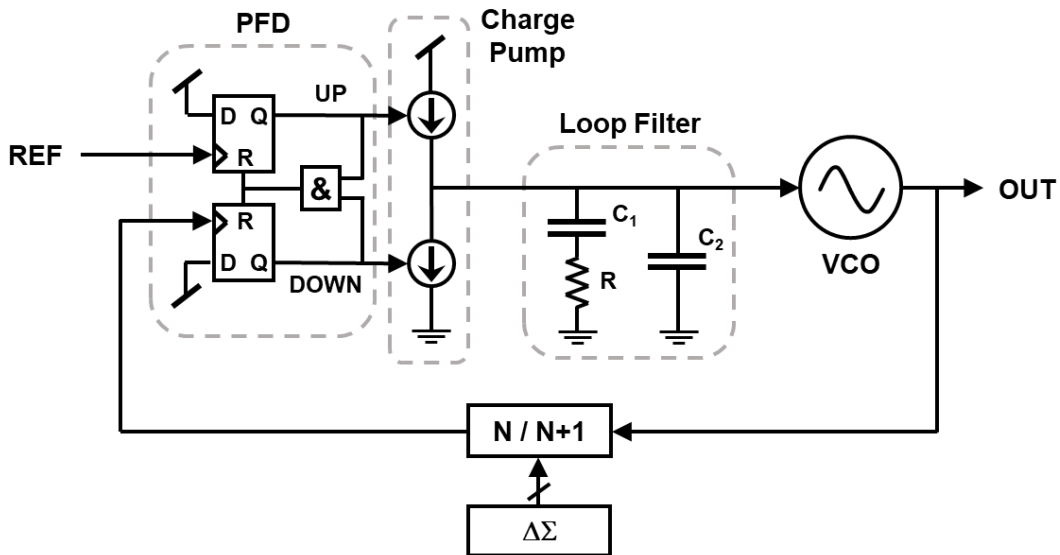 PFD
Charge
Pump
UP
D Q
R
REF
&
R
D Q
DOWN
Loop Filter
C₁
R
C₂
VCO
OUT
N / N+1
ΔΣ